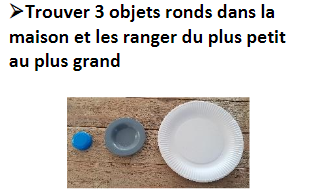 ➢Trouver 3 objets ronds dans la
maison et les ranger du plus petit
au plus grand